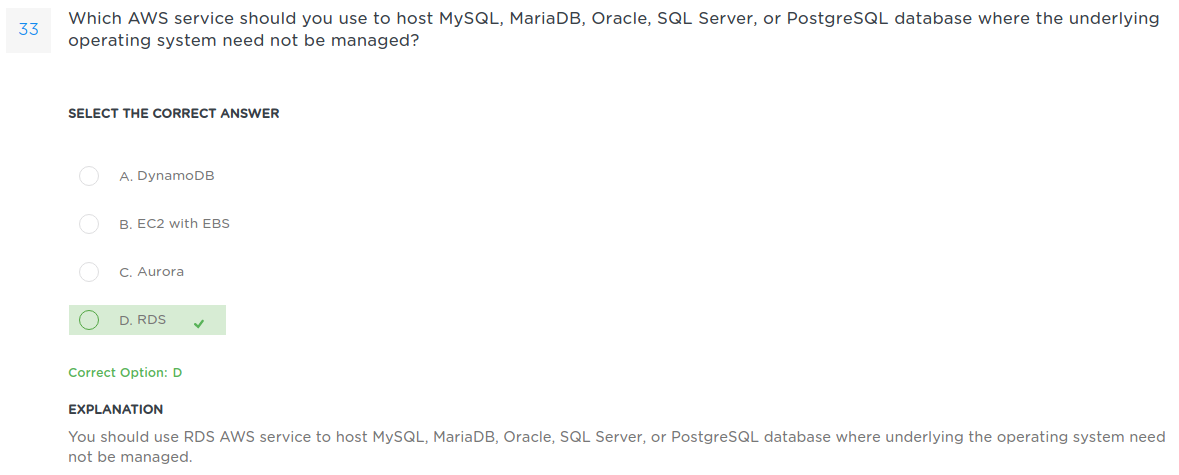 33
Which AWS service should you use to host MySQL, MariaDB, Oracle, SQL Server, or PostgreSQL database where the underlying
operating system need not be managed?
SELECT THE CORRECT ANSWER
A. DynamoDB
B. EC2 with EBS
C. Aurora
D. RDS
Correct Option: D
EXPLANATION
You should use RDS AWS service to host MySQL, MariaDB, Oracle, SQL Server, or PostgreSQL database where underlying the operating system need
not be managed.